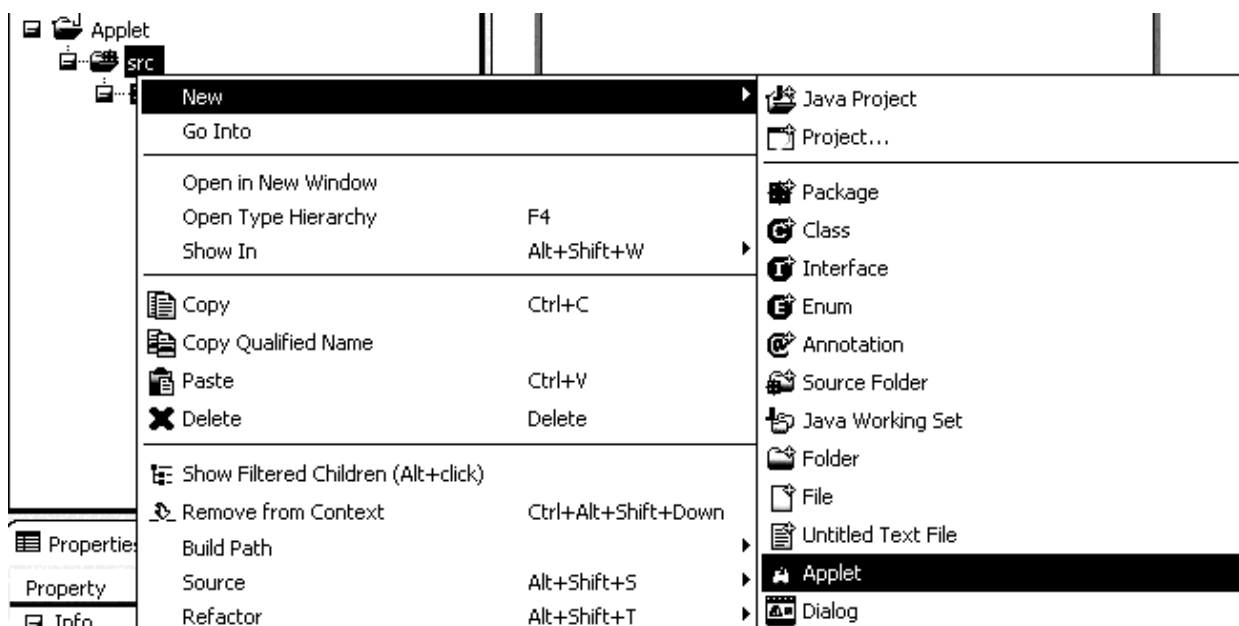 Applet
src
New
Go Into
Open in New Window
Open Type Hierarchy F4
Show In Alt+Shift+W
Copy Ctrl+C
Copy Qualified Name
Paste Ctrl+V
Delete Delete
Show Filtered Children (Alt+click)
Remove from Context Ctrl+Alt+Shift+Down
Build Path
Source Alt+Shift+S
Refactor Alt+Shift+T
Java Project
Project...
Package
Class
Interface
Enum
Annotation
Source Folder
Java Working Set
Folder
File
Untitled Text File
Applet
Dialog
Propertie
Property
Info